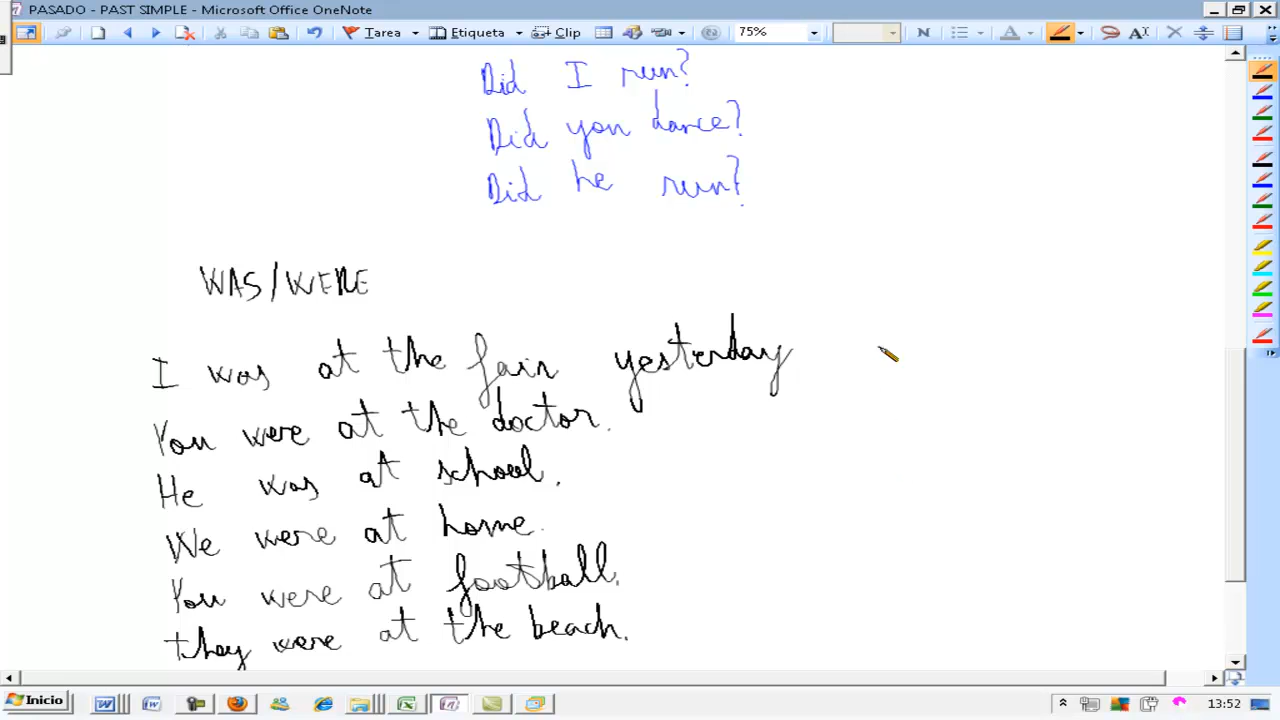 PASADO - PAST SIMPLE - Microsoft Office OneNote
Tarea Etiqueta Clip 75% N A
Did I run?
Did you dance?
Did he run?
WAS/WERE
I was at the fair yesterday
You were at the doctor.
He was at school.
We were at home.
You were at football.
they were at the beach.
Inicio 13:52